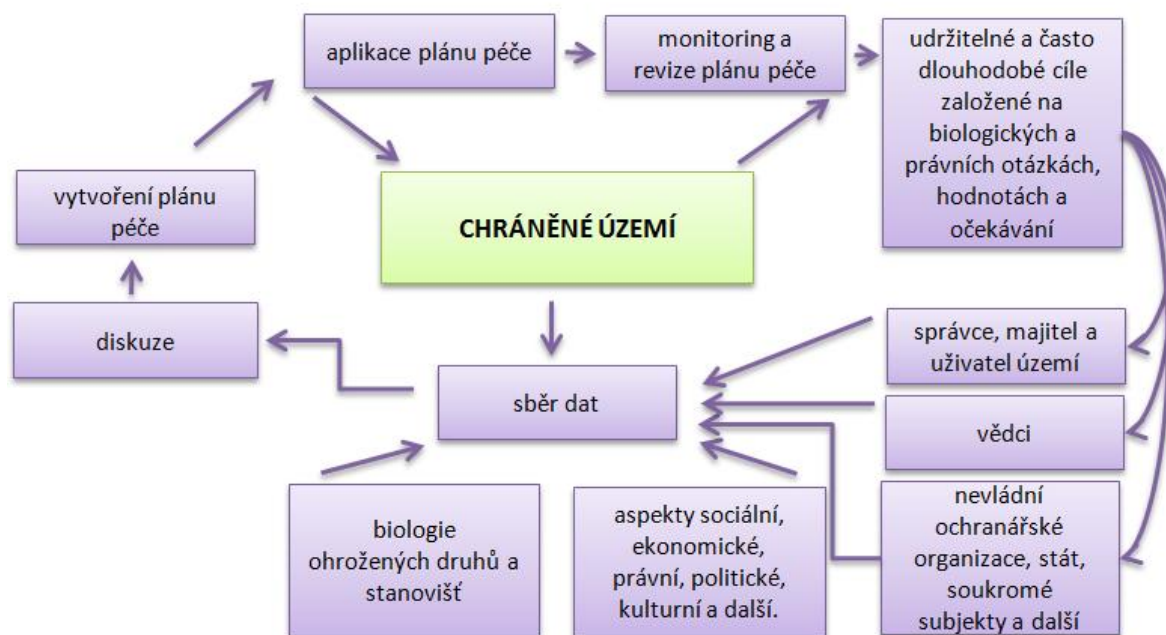 aplikace plánu péče
monitoring a
revize plánu péče
udržitelné a často
dlouhodobé cíle
založené na
biologických a
právních otázkách,
hodnotách a
očekávání
vytvoření plánu
péče
CHRÁNĚNÉ ÚZEMÍ
diskuze
správce, majitel a
uživatel území
sběr dat
vědci
biologie
ohrožených druhů a
stanovišť
aspekty sociální,
ekonomické,
právní, politické,
kulturní a další.
nevládní
ochranářské
organizace, stát,
soukromé
subjekty a další